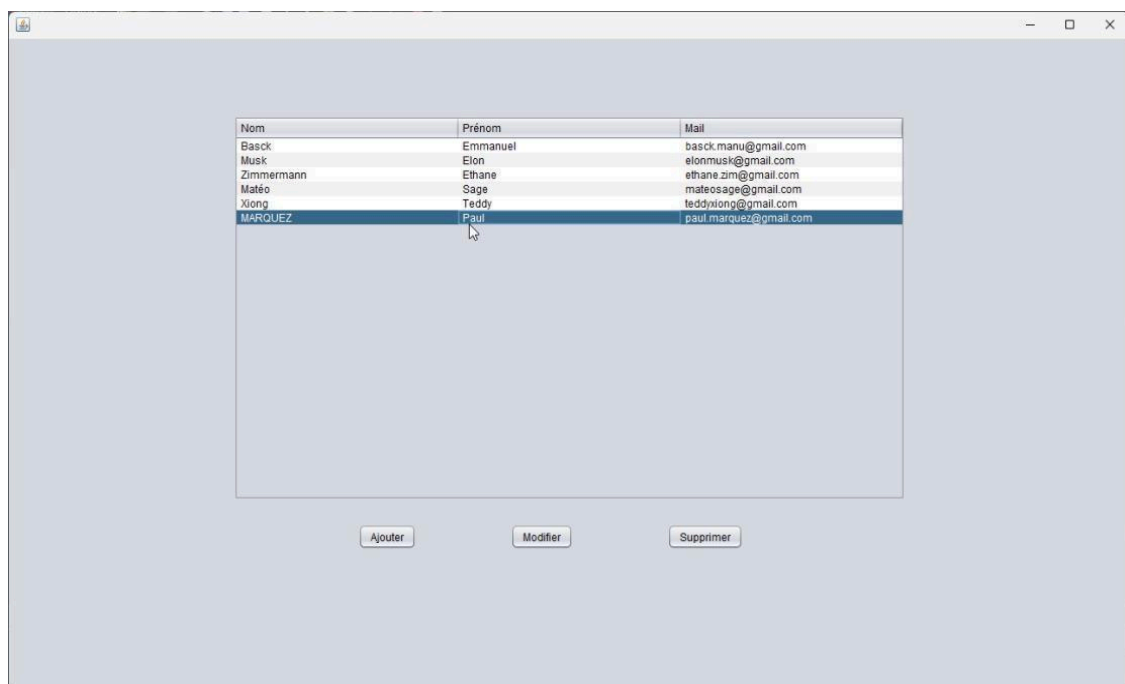 Nom Prénom Mail
Basck Emmanuel basck.manu@gmail.com
Musk Elon elonmusk@gmail.com
Zimmermann Ethane ethane.zim@gmail.com
Matéo Sage mateosage@gmail.com
Xiong Teddy teddyxiong@gmail.com
MARQUEZ Paul paul.marquez@gmail.com
Ajouter Modifier Supprimer